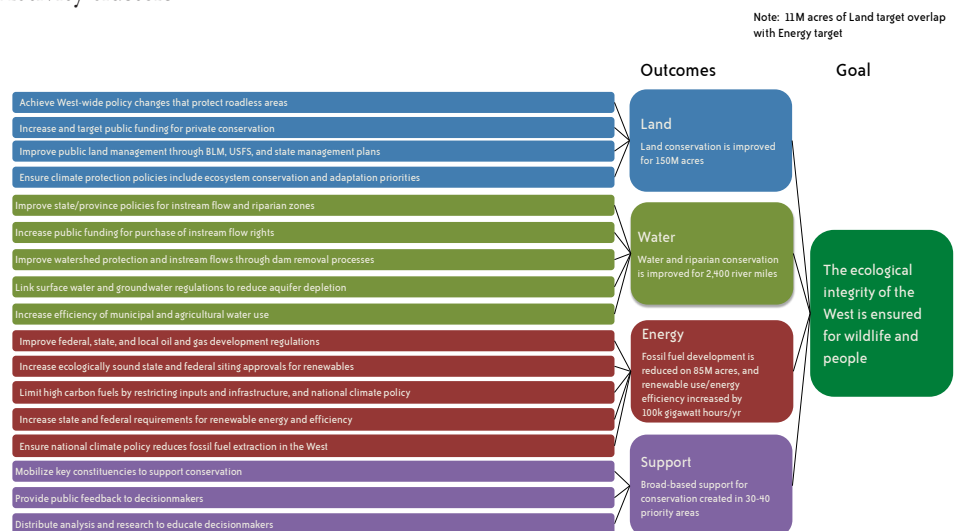 Note: 11M acres of Land target overlap
with Energy target
Outcomes
Goal
Achieve West-wide policy changes that protect roadless areas
Increase and target public funding for private conservation
Improve public land management through BLM, USFS, and state management plans
Ensure climate protection policies include ecosystem conservation and adaptation priorities
Land
Land conservation is improved
for 150M acres
Improve state/province policies for instream flow and riparian zones
Increase public funding for purchase of instream flow rights
Improve watershed protection and instream flows through dam removal processes
Link surface water and groundwater regulations to reduce aquifer depletion
Increase efficiency of municipal and agricultural water use
Water
Water and riparian conservation
is improved for 2,400 river miles
Improve federal, state, and local oil and gas development regulations
Increase ecologically sound state and federal siting approvals for renewables
Limit high carbon fuels by restricting inputs and infrastructure, and national climate policy
Increase state and federal requirements for renewable energy and efficiency
Ensure national climate policy reduces fossil fuel extraction in the West
Energy
Fossil fuel development is
reduced on 85M acres, and
renewable use/energy
efficiency increased by
100k gigawatt hours/yr
Mobilize key constituencies to support conservation
Provide public feedback to decisionmakers
Distribute analysis and research to educate decisionmakers
Support
Broad-based support for
conservation created in 30-40
priority areas
The ecological
integrity of the
West is ensured
for wildlife and
people